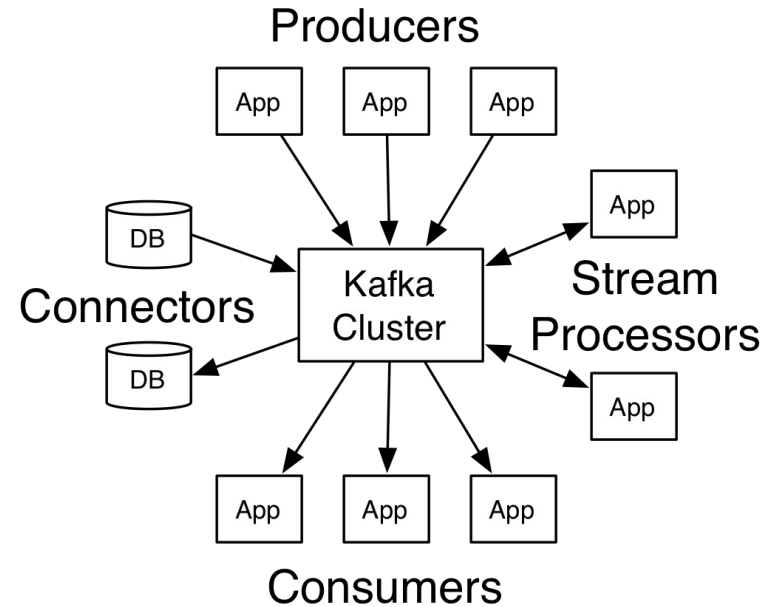 Producers
App
App
App
App
DB
Kafka
Cluster
Stream
Processors
Connectors
DB
App
App
App
App
Consumers